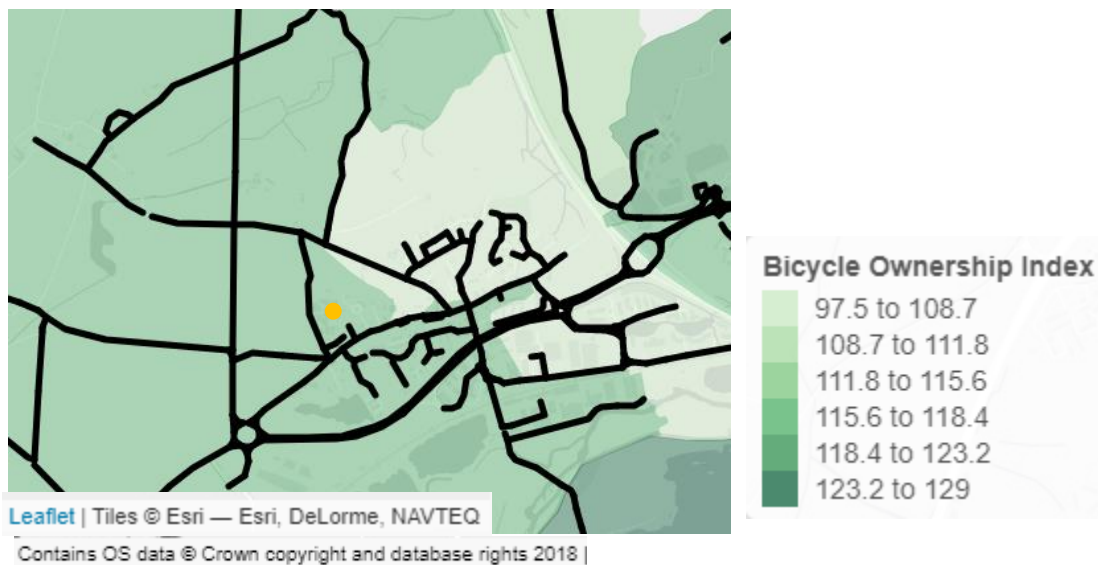 Bicycle Ownership Index
97.5 to 108.7
108.7 to 111.8
111.8 to 115.6
115.6 to 118.4
118.4 to 123.2
123.2 to 129
Leaflet | Tiles © Esri — Esri, DeLorme, NAVTEQ
Contains OS data © Crown copyright and database rights 2018 |